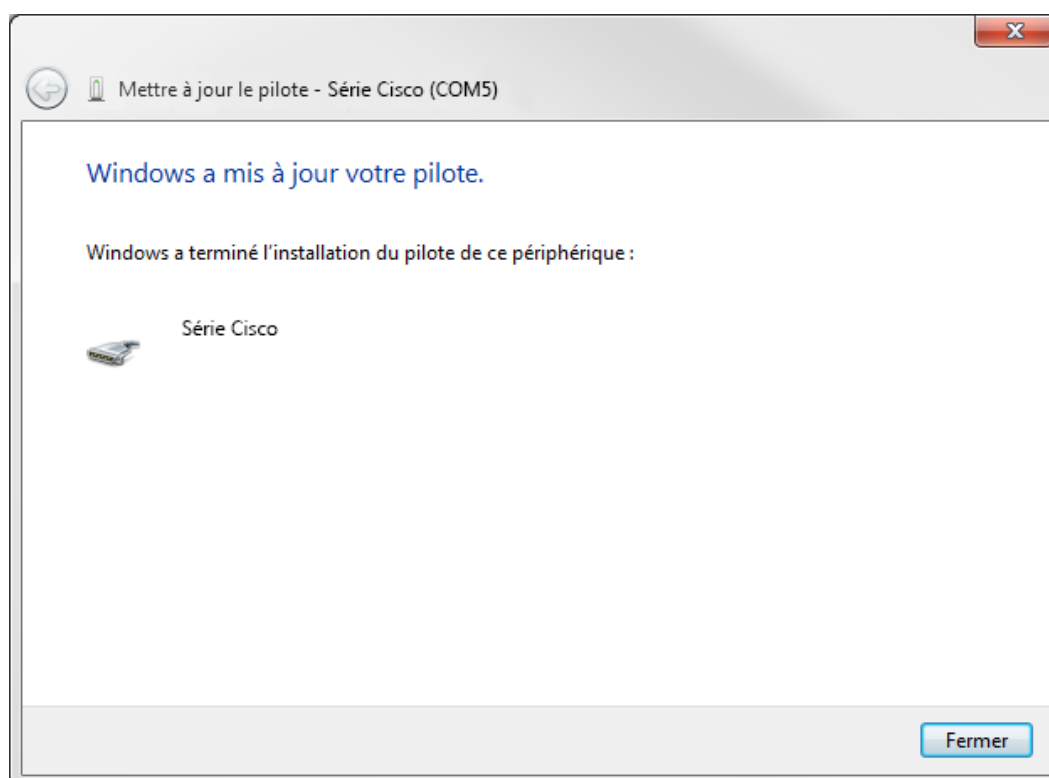 Mettre à jour le pilote - Série Cisco (COM5)
Windows a mis à jour votre pilote.
Windows a terminé l'installation du pilote de ce périphérique :
Série Cisco
Fermer